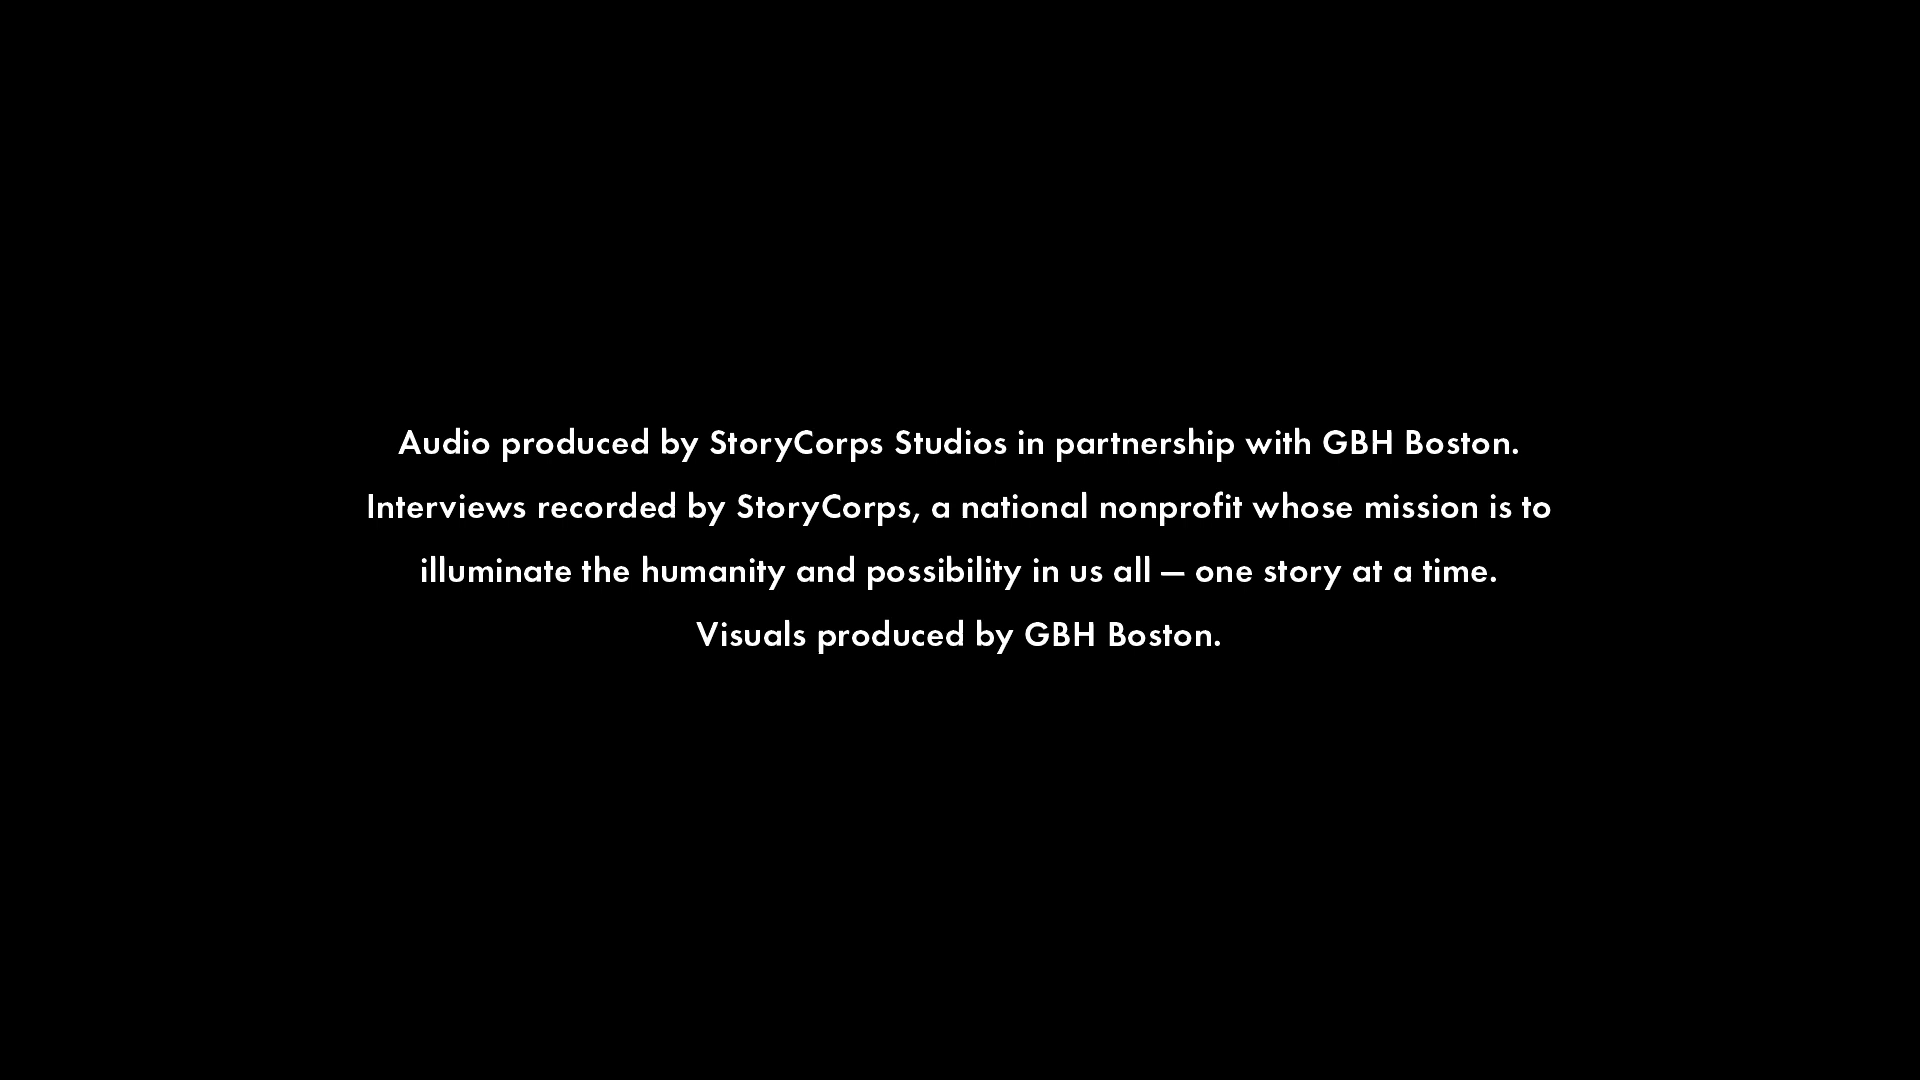 Audio produced by StoryCorps Studios in partnership with GBH Boston.
Interviews recorded by StoryCorps, a national nonprofit whose mission is to
illuminate the humanity and possibility in us all — one story at a time.
Visuals produced by GBH Boston.